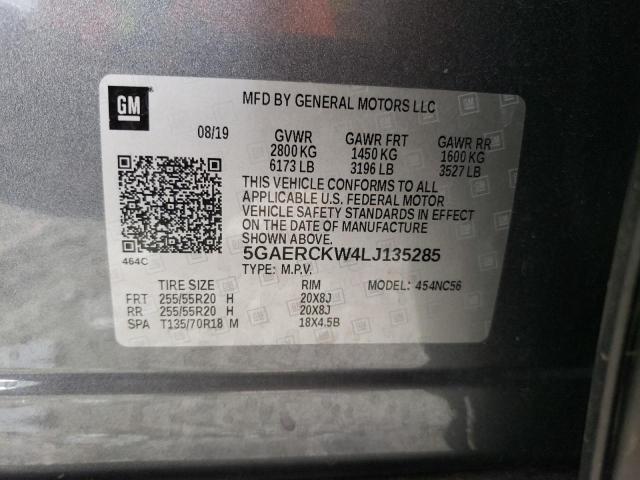 GM
MFD BY GENERAL MOTORS LLC
08/19 GVWR GAWR FRT GAWR RR
2800 KG 1450 KG 1600 KG
6173 LB 3196 LB 3527 LB
THIS VEHICLE CONFORMS TO ALL
APPLICABLE U.S. FEDERAL MOTOR
VEHICLE SAFETY STANDARDS IN EFFECT
ON THE DATE OF MANUFACTURE
SHOWN ABOVE.
464C
5GAERCKW4LJ135285
TYPE: M.P.V.
TIRE SIZE RIM MODEL: 454NC56
FRT 255/55R20 H 20X8J
RR 255/55R20 H 20X8J
SPA T135/70R18 M 18X4.5B